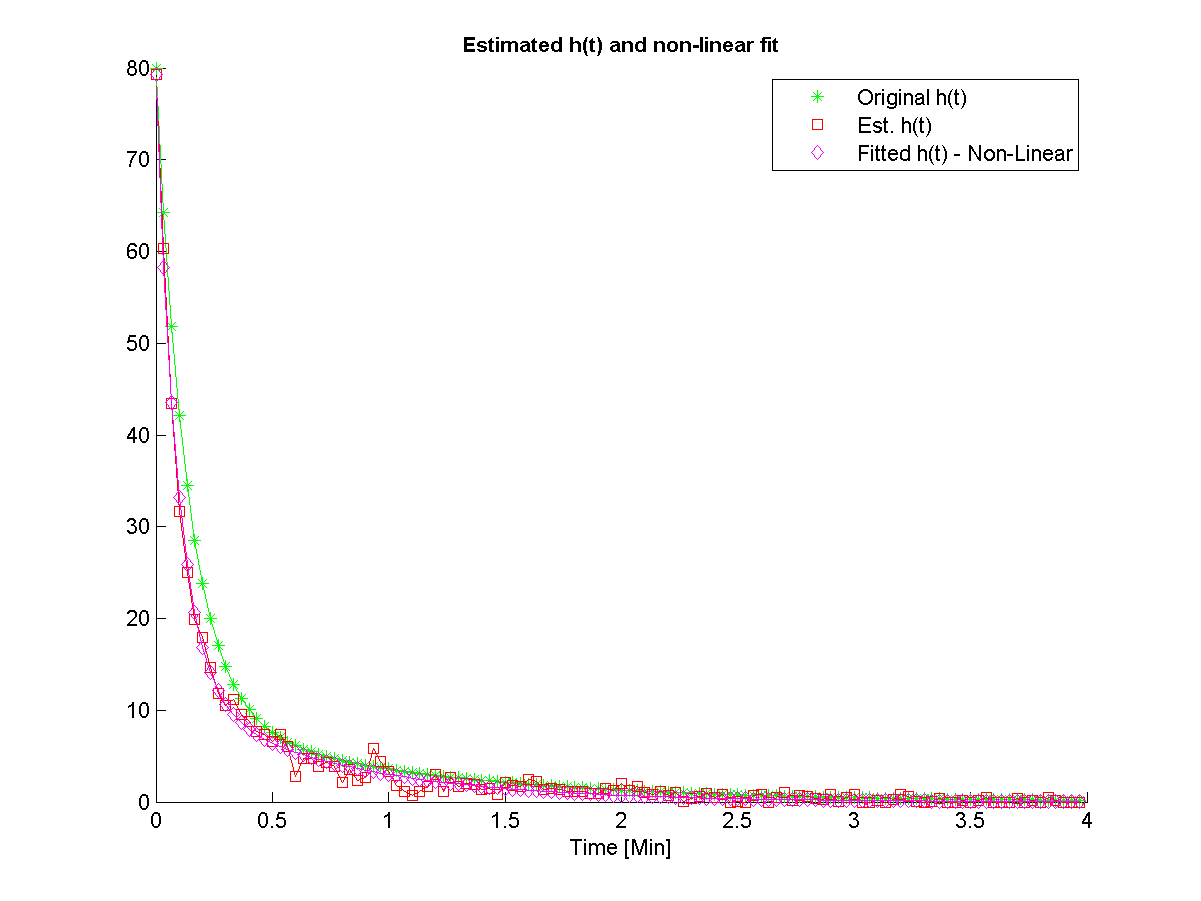 Estimated h(t) and non-linear fit
Original h(t)
Est. h(t)
Fitted h(t) - Non-Linear
80
70
60
50
40
30
20
10
0
0 0.5 1 1.5 2 2.5 3 3.5 4
Time [Min]